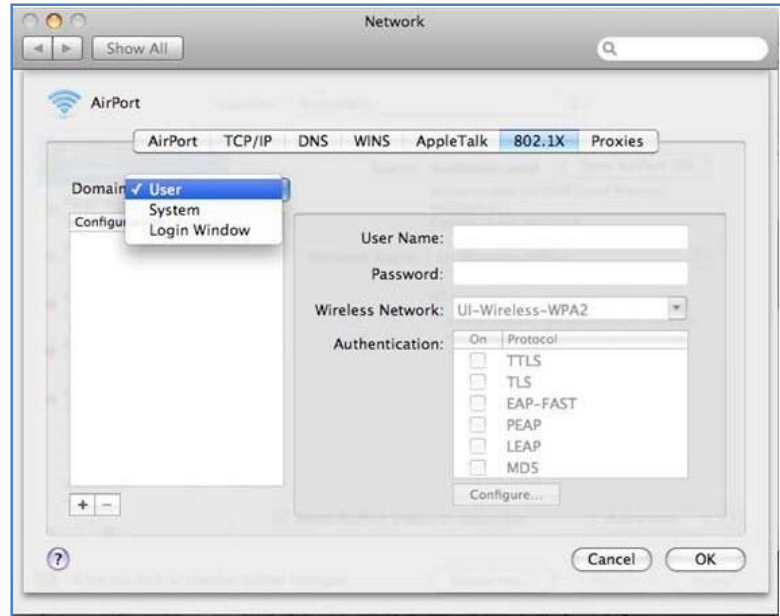 Network
Show All
AirPort
AirPort TCP/IP DNS WINS AppleTalk 802.1X Proxies
Domain ✓ User
System
Login Window
User Name:
Password:
Wireless Network: UI-Wireless-WPA2
Authentication: On Protocol
TTLS
TLS
EAP-FAST
PEAP
LEAP
MD5
Configure...
+ −
? Cancel OK